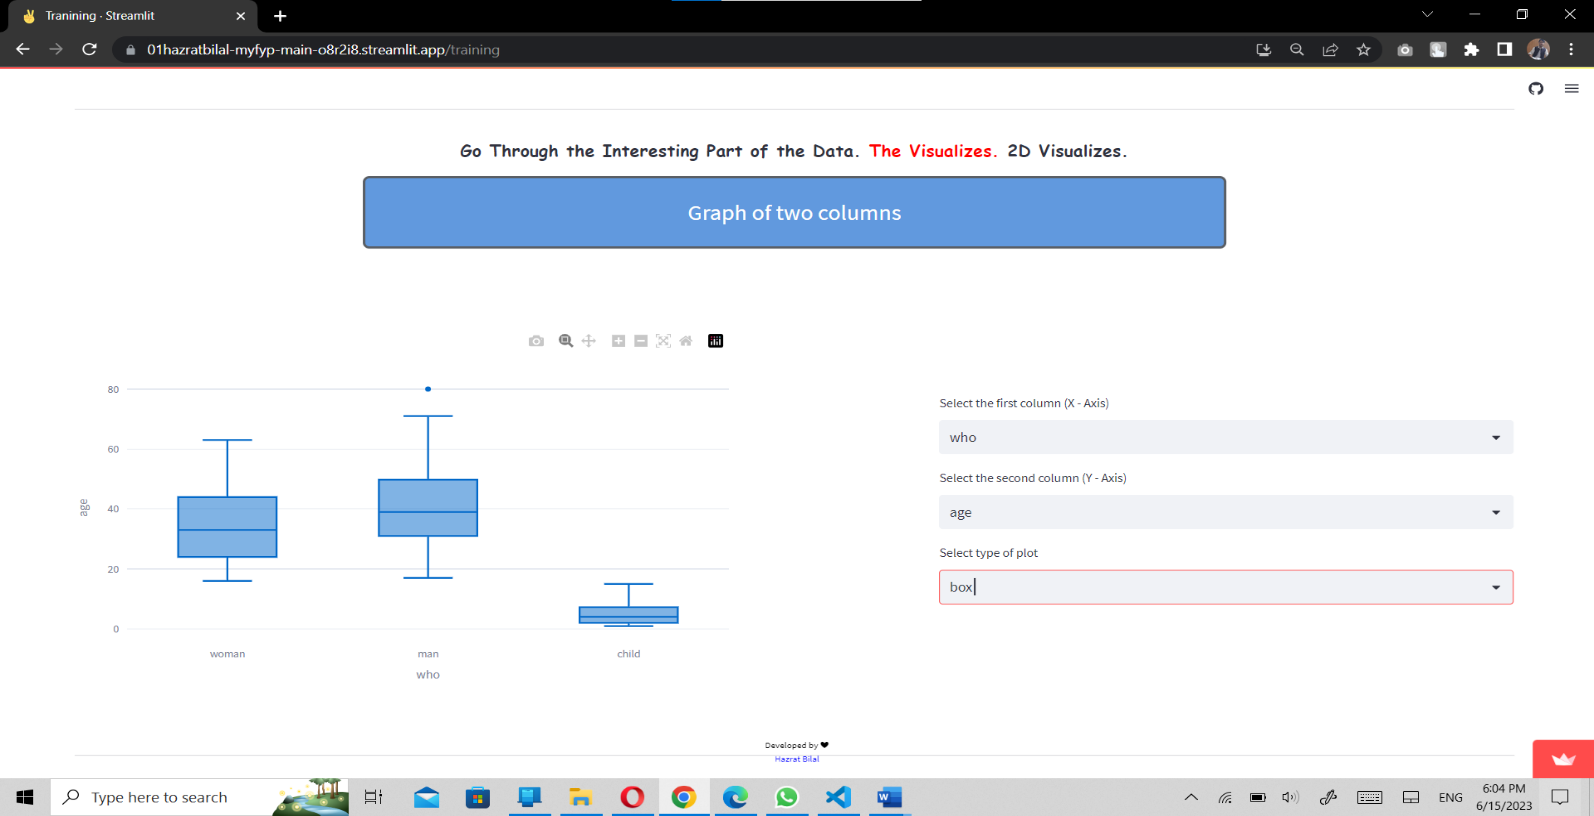 Tranining · Streamlit
01hazratbilal-myfyp-main-o8r2i8.streamlit.app/training
Go Through the Interesting Part of the Data. The Visualizes. 2D Visualizes.
Graph of two columns
80
60
40
20
0
age
woman
man
child
who
Select the first column (X - Axis)
who
Select the second column (Y - Axis)
age
Select type of plot
box
Developed by ❤
Hazrat Bilal
Type here to search
W
ENG
6:04 PM
6/15/2023